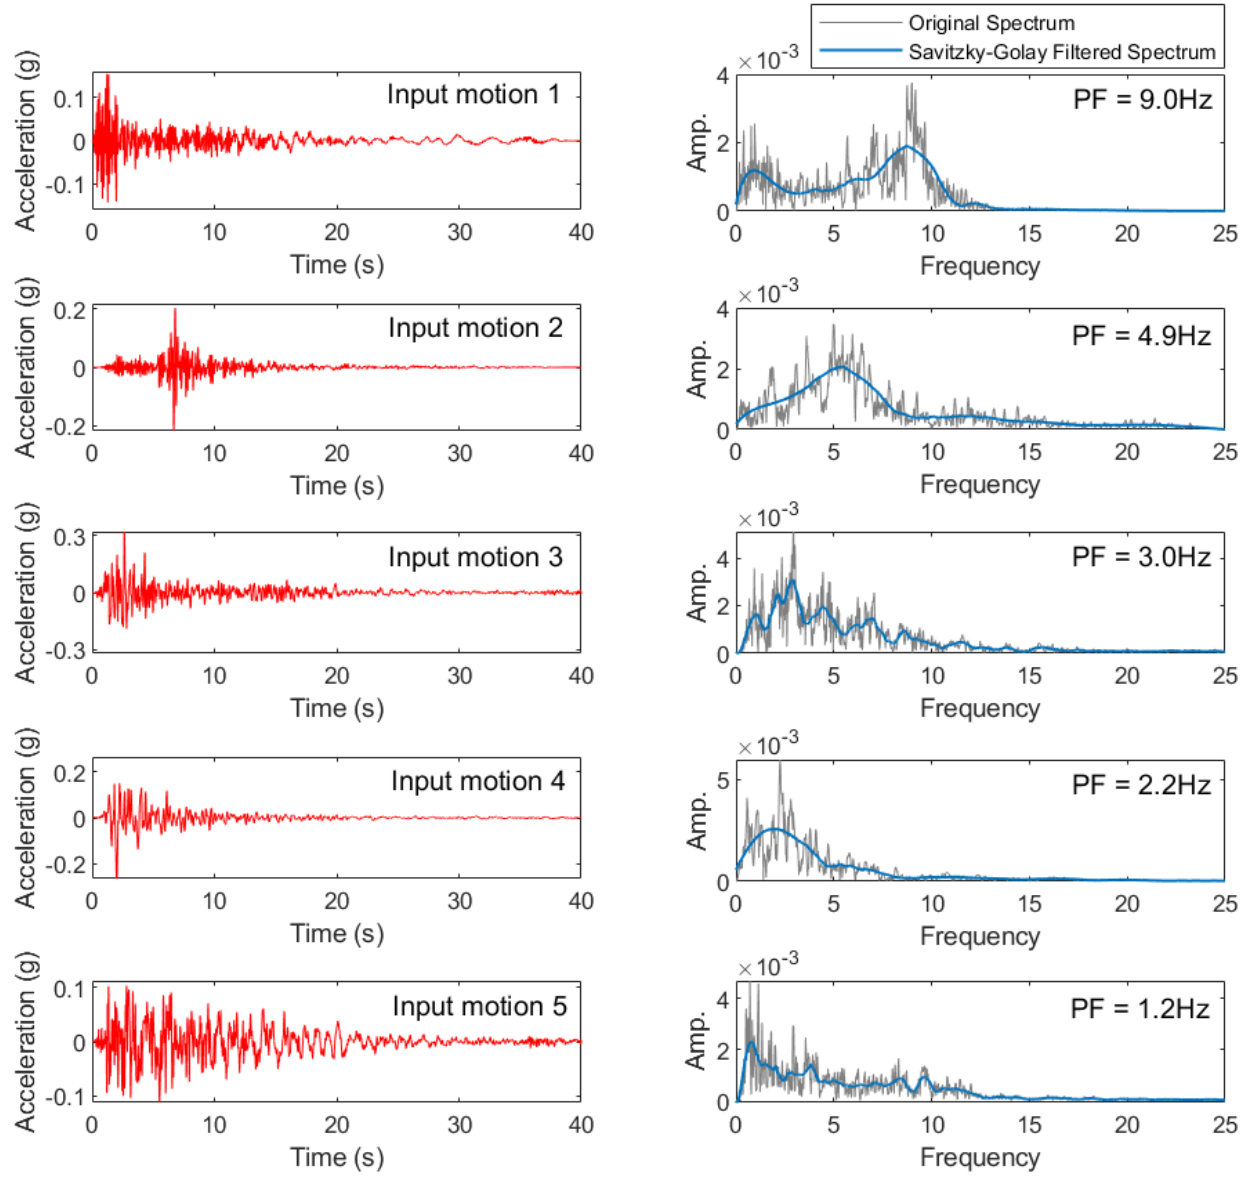 Original Spectrum
Savitzky-Golay Filtered Spectrum
Acceleration (g)
0.1
0
-0.1
Input motion 1
0 10 20 30 40
Time (s)
×10-3
Amp.
4
2
0
PF = 9.0Hz
0 5 10 15 20 25
Frequency
Acceleration (g)
0.2
0
-0.2
Input motion 2
0 10 20 30 40
Time (s)
×10-3
Amp.
4
2
0
PF = 4.9Hz
0 5 10 15 20 25
Frequency
Acceleration (g)
0.3
0
-0.3
Input motion 3
0 10 20 30 40
Time (s)
×10-3
Amp.
4
2
0
PF = 3.0Hz
0 5 10 15 20 25
Frequency
Acceleration (g)
0.2
0
-0.2
Input motion 4
0 10 20 30 40
Time (s)
×10-3
Amp.
5
0
PF = 2.2Hz
0 5 10 15 20 25
Frequency
Acceleration (g)
0.1
0
-0.1
Input motion 5
0 10 20 30 40
Time (s)
×10-3
Amp.
4
2
0
PF = 1.2Hz
0 5 10 15 20 25
Frequency